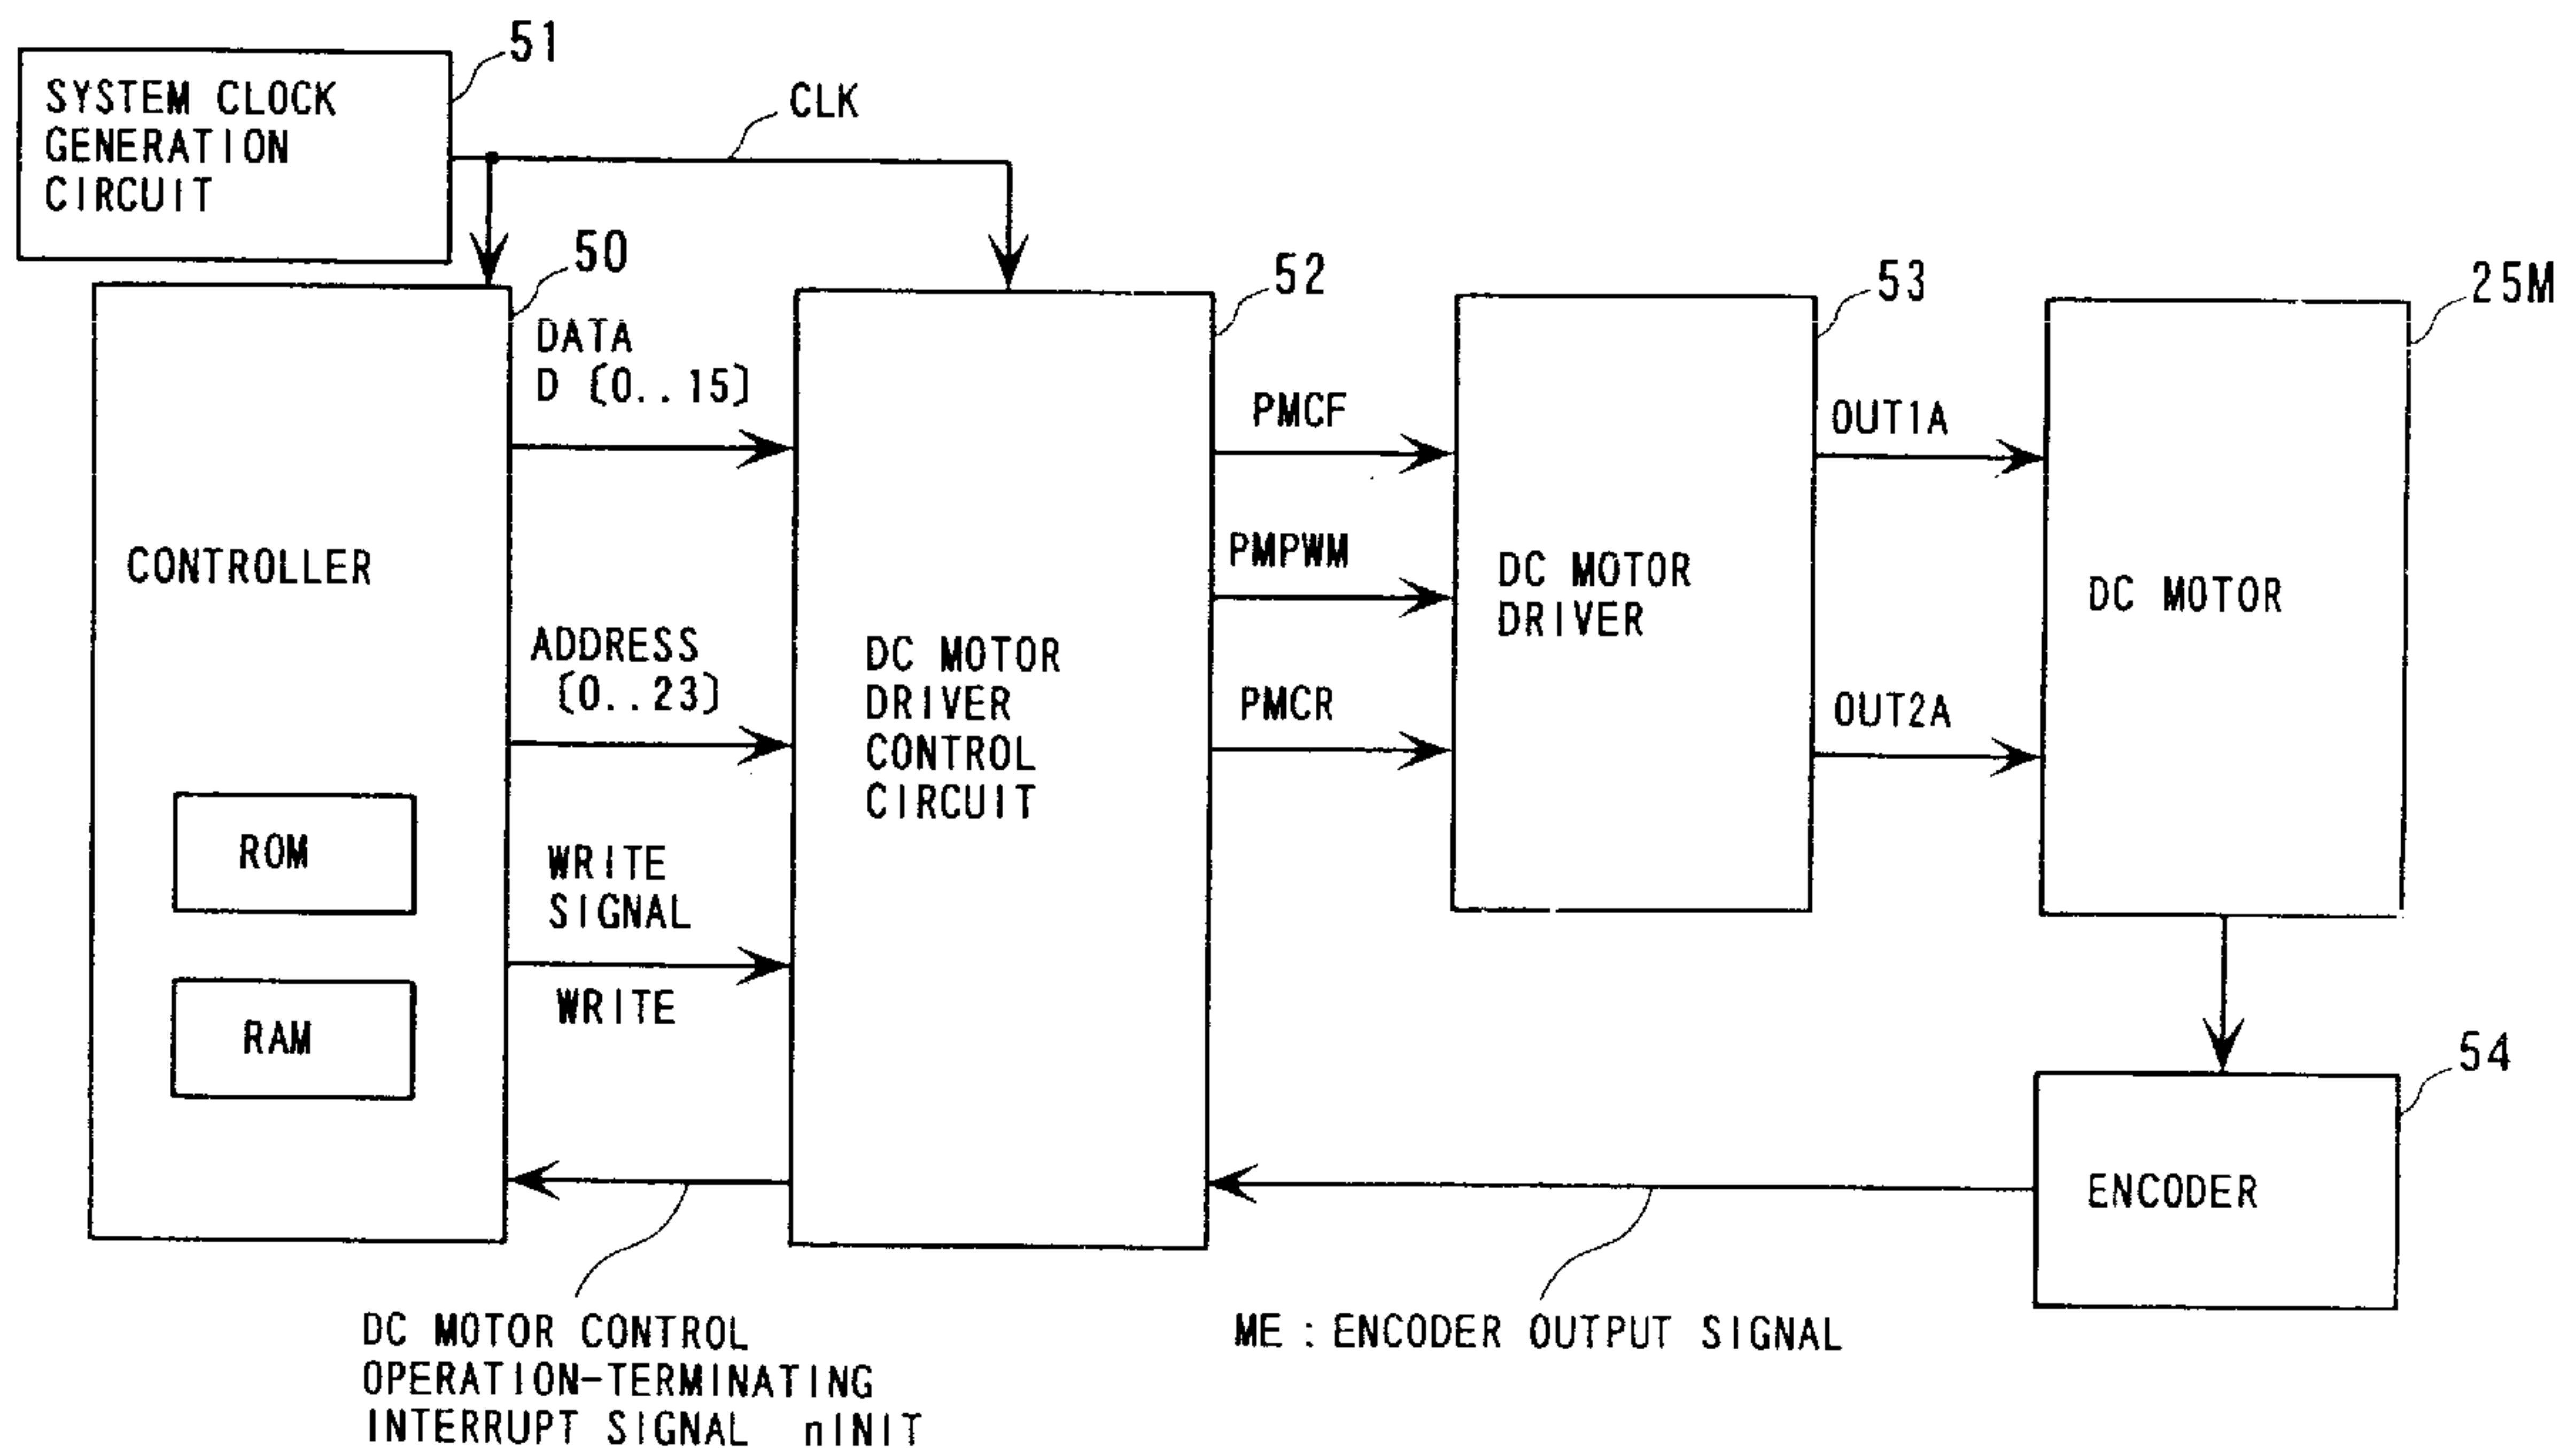 51
SYSTEM CLOCK
GENERATION
CIRCUIT
CLK
50
52
53
25M
DATA
D [0..15]
CONTROLLER
ADDRESS
[0..23]
ROM
RAM
WRITE
SIGNAL
WRITE
DC MOTOR
DRIVER
CONTROL
CIRCUIT
PMCF
PMPWM
PMCR
DC MOTOR
DRIVER
OUT1A
OUT2A
DC MOTOR
54
ENCODER
DC MOTOR CONTROL
OPERATION-TERMINATING
INTERRUPT SIGNAL nINIT
ME : ENCODER OUTPUT SIGNAL